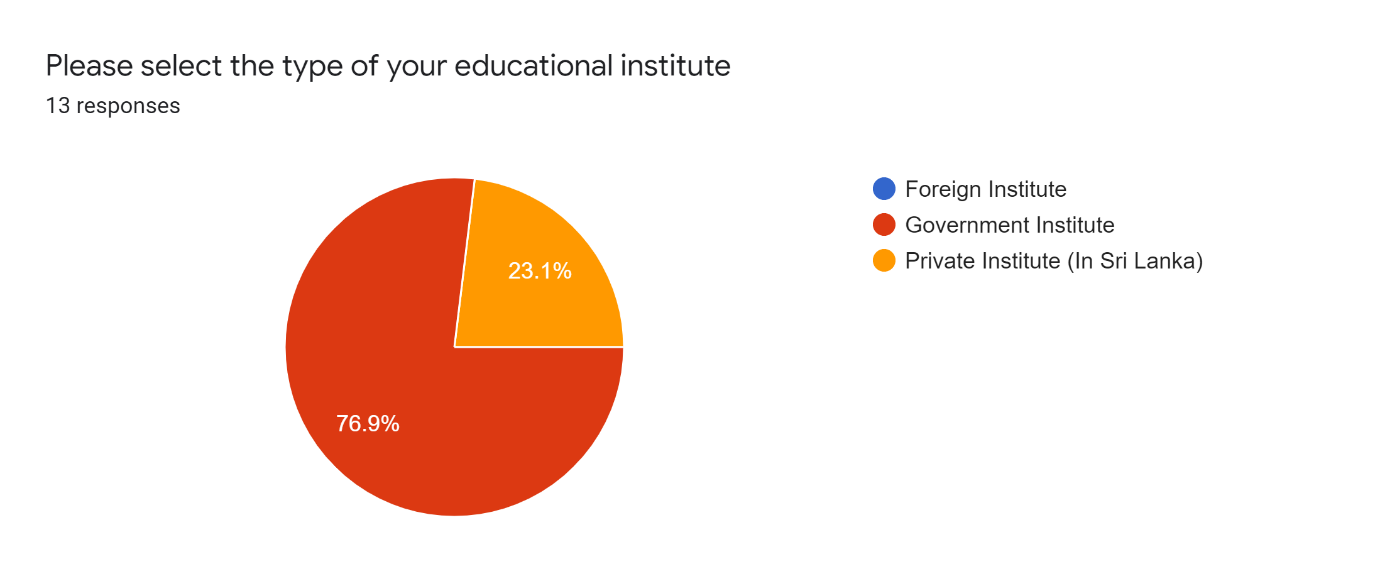 Please select the type of your educational institute
13 responses
Foreign Institute
Government Institute
Private Institute (In Sri Lanka)
23.1%
76.9%